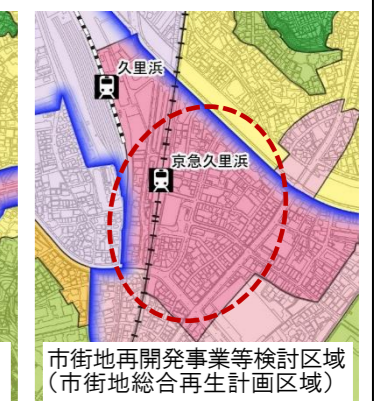 久里浜
京急久里浜
市街地再開発事業等検討区域
（市街地総合再生計画区域）